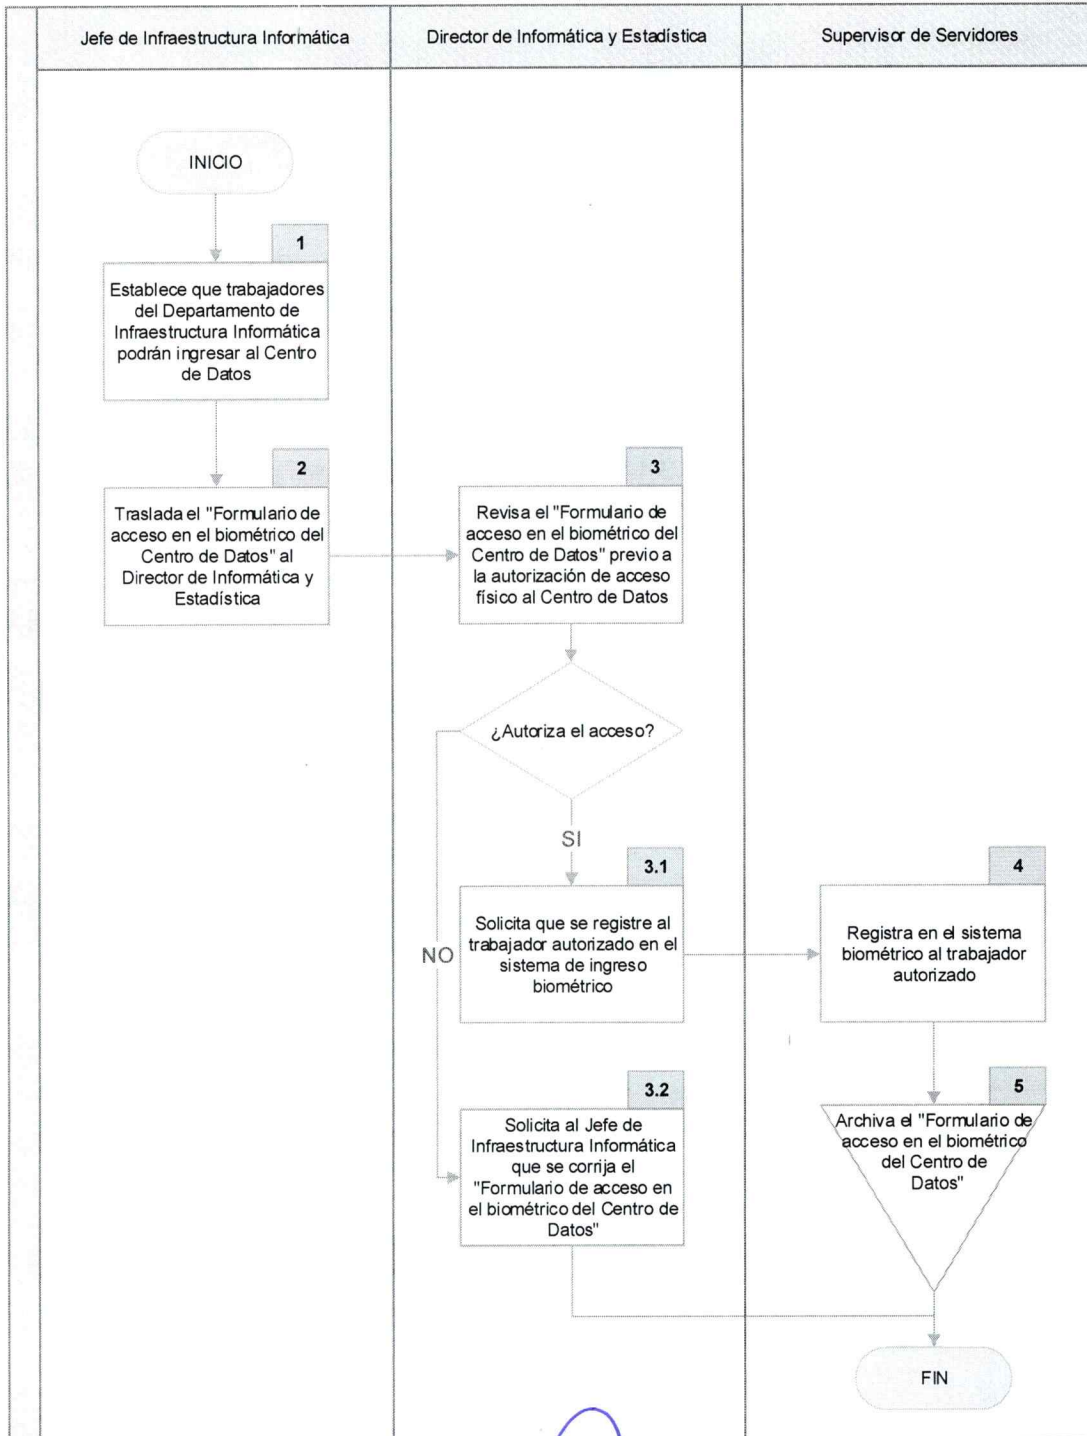 Jefe de Infraestructura Informática
Director de Informática y Estadística
Supervisor de Servidores
INICIO
1
Establece que trabajadores
del Departamento de
Infraestructura Informática
podrán ingresar al Centro
de Datos
2
Traslada el "Formulario de
acceso en el biométrico del
Centro de Datos" al
Director de Informática y
Estadística
3
Revisa el "Formulario de
acceso en el biométrico del
Centro de Datos" previo a
la autorización de acceso
físico al Centro de Datos
¿Autoriza el acceso?
SI
NO
3.1
Solicita que se registre al
trabajador autorizado en el
sistema de ingreso
biométrico
4
Registra en el sistema
biométrico al trabajador
autorizado
3.2
Solicita al Jefe de
Infraestructura Informática
que se corrija el
"Formulario de acceso en
el biométrico del Centro de
Datos"
5
Archiva el "Formulario de
acceso en el biométrico
del Centro de
Datos"
FIN